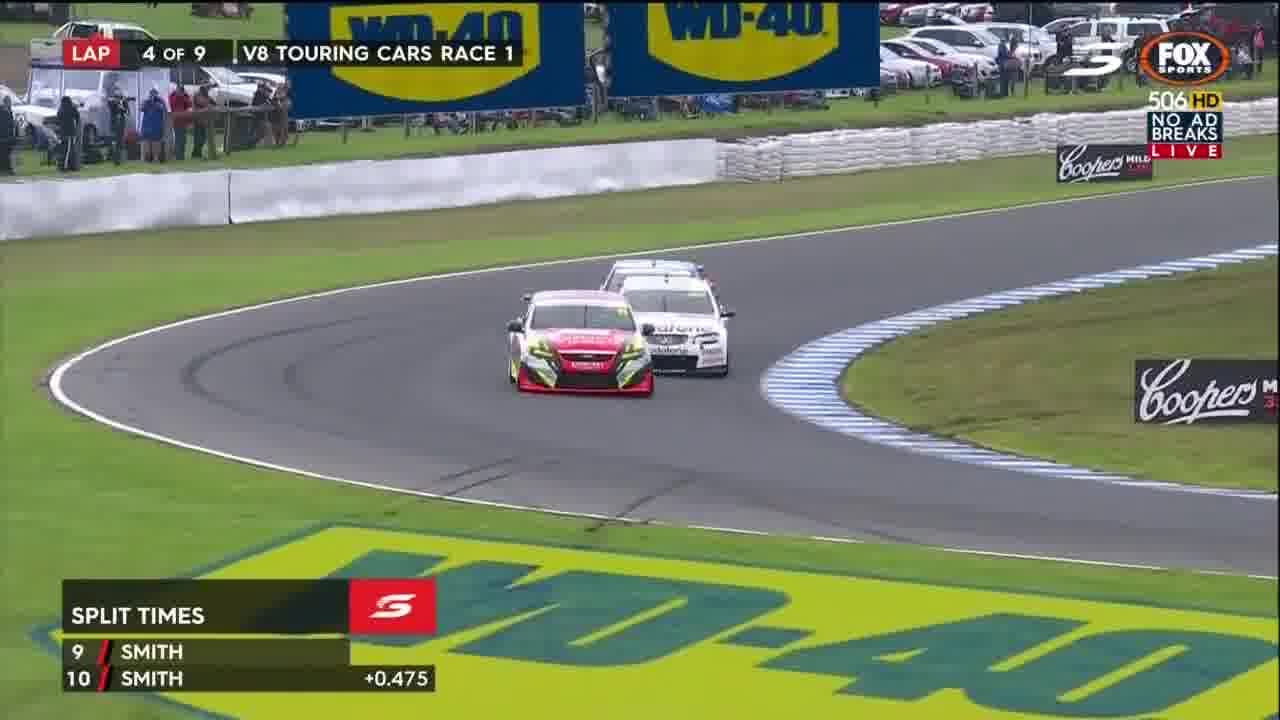 WD-40 WD-40
LAP 4 OF 9 V8 TOURING CARS RACE 1
FOX
SPORTS
506 HD
NO AD
BREAKS
LIVE
Coopers MILD
Coopers
SPLIT TIMES
9 SMITH
10 SMITH +0.475
WD-40